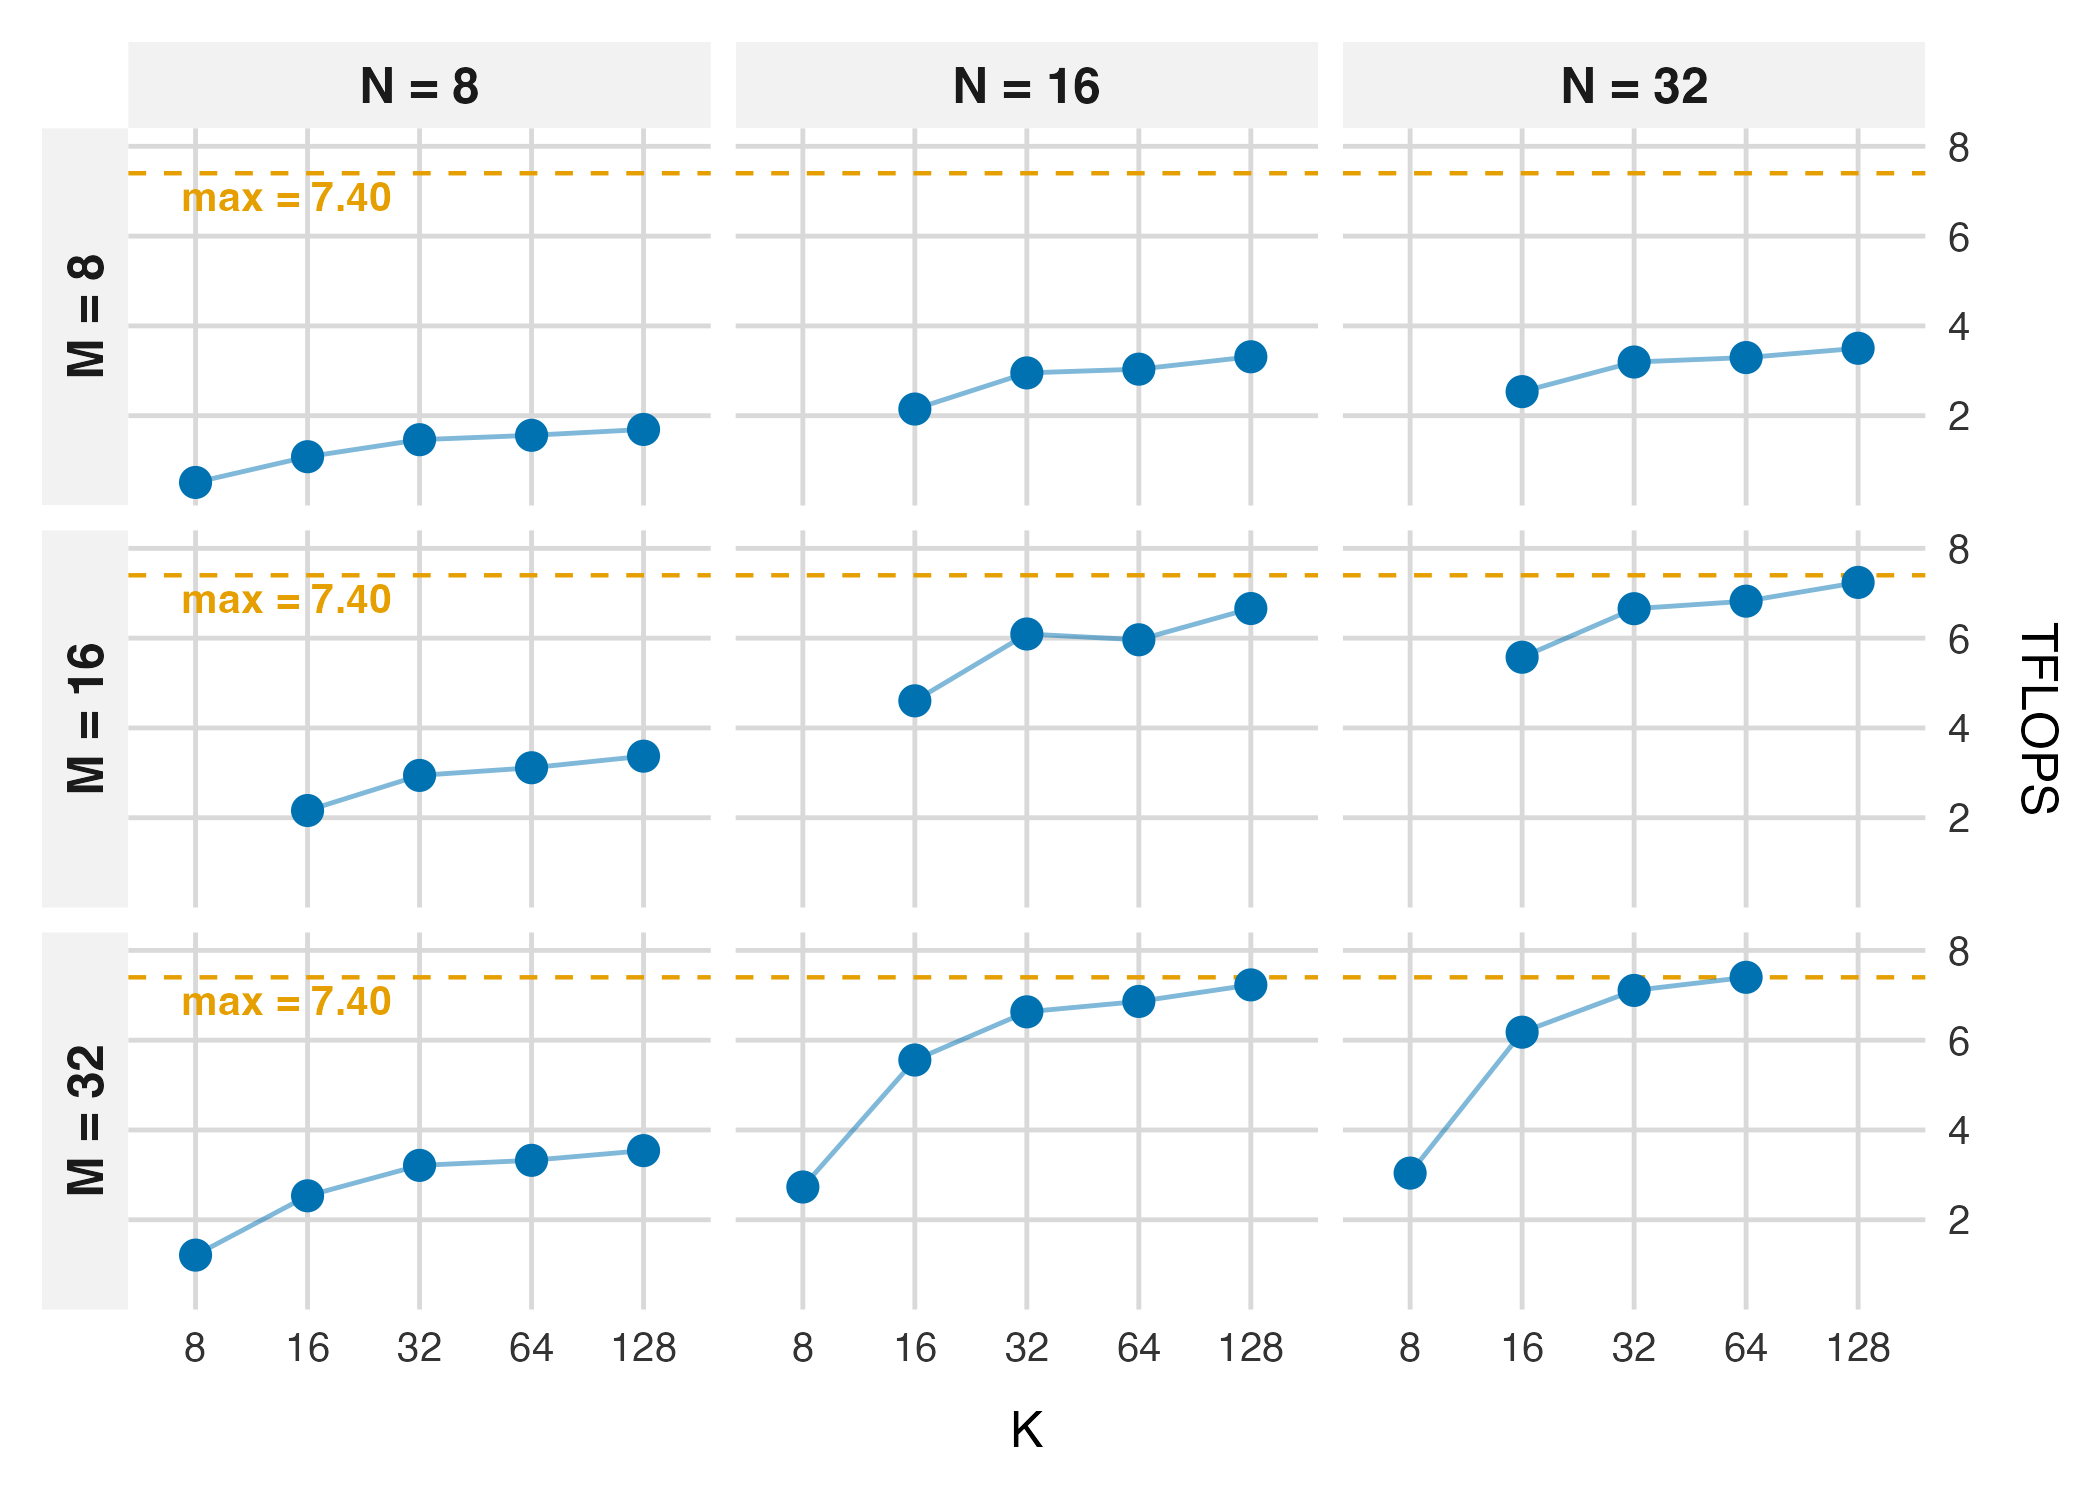 N = 8
N = 16
N = 32
M = 8
max = 7.40
8
6
4
2
M = 16
max = 7.40
8
6
4
2
TFLOPS
M = 32
max = 7.40
8
6
4
2
8 16 32 64 128
8 16 32 64 128
8 16 32 64 128
K